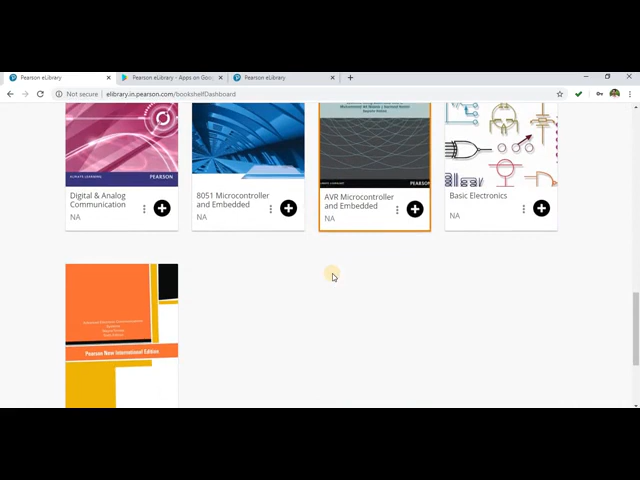 Pearson eLibrary
Pearson eLibrary - Apps on Goo
Pearson eLibrary
Not secure | elibrary.in.pearson.com/bookshelfDashboard
ALWAYS LEARNING
PEARSON
PEARSON
Digital & Analog
Communication
NA
8051 Microcontroller
and Embedded
NA
AVR Microcontroller
and Embedded
NA
Basic Electronics
NA
Pearson New International Edition